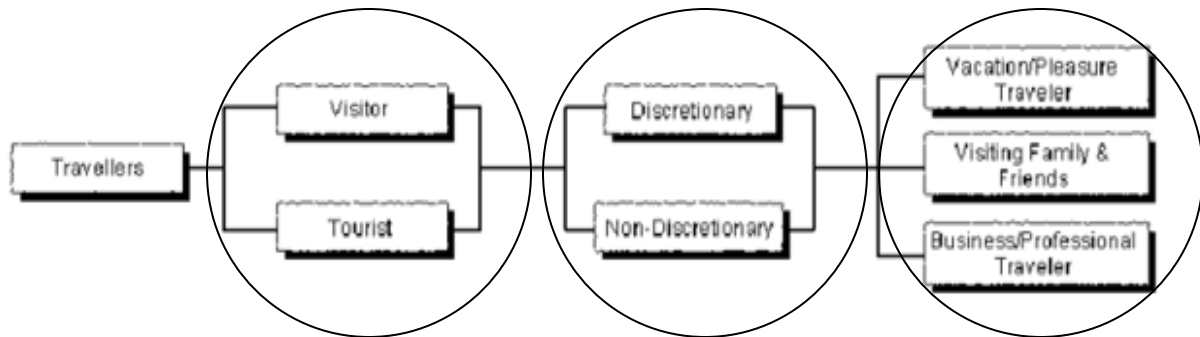 Travellers
Visitor
Tourist
Discretionary
Non-Discretionary
Vacation/Pleasure
Traveler
Visiting Family &
Friends
Business/Professional
Traveler